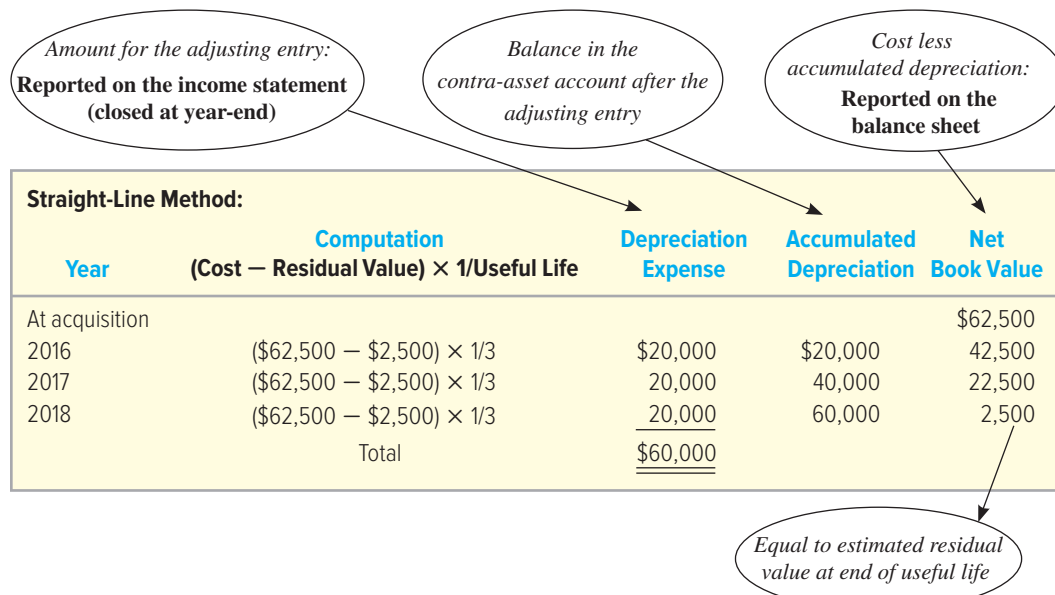 Amount for the adjusting entry:
Reported on the income statement
(closed at year-end)
Balance in the
contra-asset account after the
adjusting entry
Cost less
accumulated depreciation:
Reported on the
balance sheet
Straight-Line Method:
Year
Computation
(Cost — Residual Value) × 1/Useful Life
Depreciation
Expense
Accumulated
Depreciation
Net
Book Value
At acquisition $62,500
2016 ($62,500 — $2,500) × 1/3 $20,000 $20,000 42,500
2017 ($62,500 — $2,500) × 1/3 20,000 40,000 22,500
2018 ($62,500 — $2,500) × 1/3 20,000 60,000 2,500
Total $60,000
Equal to estimated residual
value at end of useful life